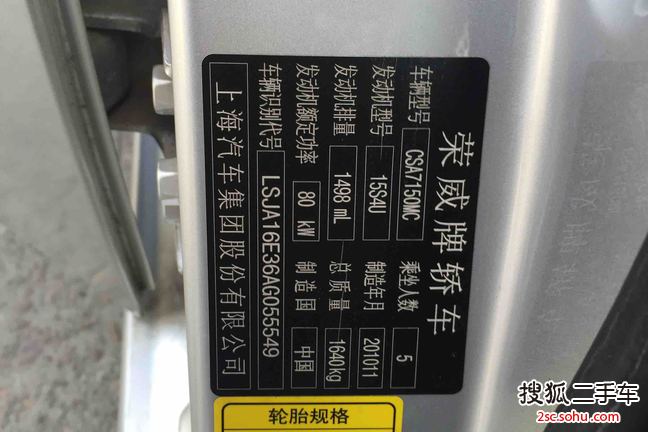 荣威牌轿车
车辆型号 CSA7150MC 乘坐人数 5
发动机型号 15S4U 制造年月 201011
发动机排量 1498 mL 总质量 1640kg
发动机额定功率 80 kW 制造国 中国
车辆识别代号 LSJA16E36AG055549
上海汽车集团股份有限公司
轮胎规格
搜狐二手车
2sc.sohu.com